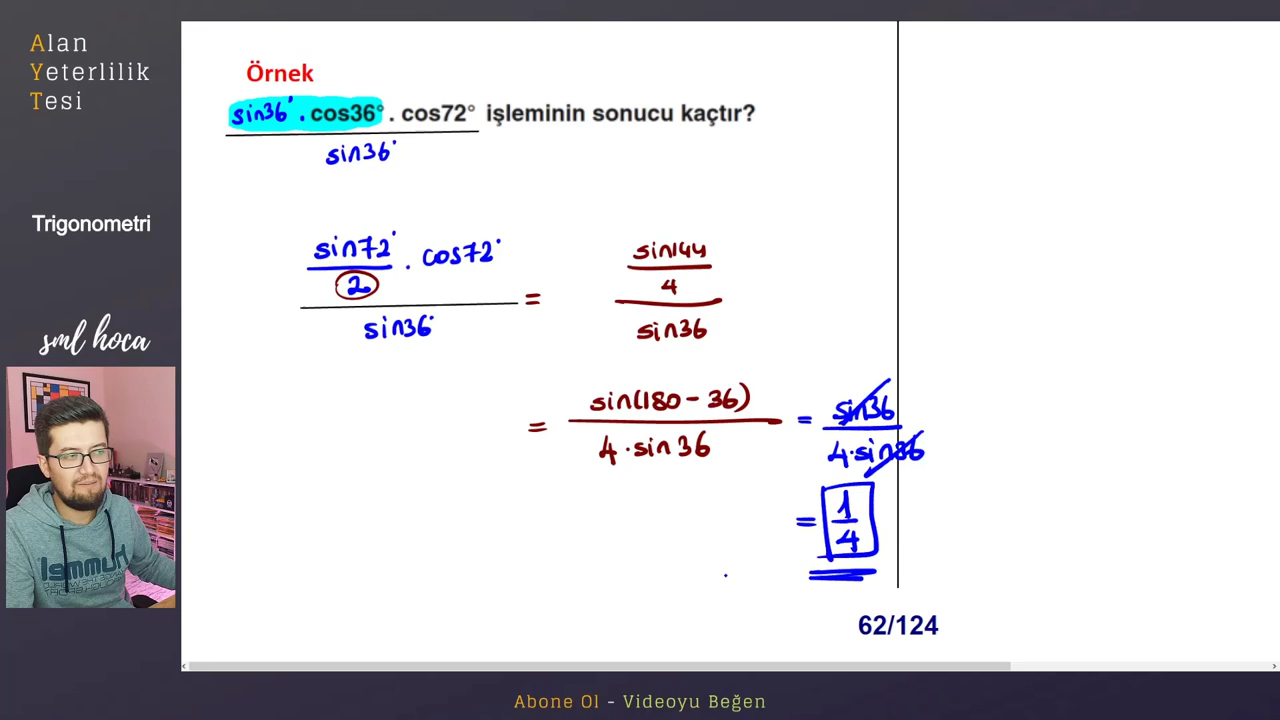 Alan
Yeterlilik
Tesi
Trigonometri
sml hoca
Örnek
sin36° . cos36° . cos72° işleminin sonucu kaçtır?
sin36°
sin72° . cos72°
2
sin36°
=
sin144
4
sin36
= sin(180 - 36)
4 . sin36
= sin36
4 . sin36
= 1
4
62/124
Abone Ol - Videoyu Beğen